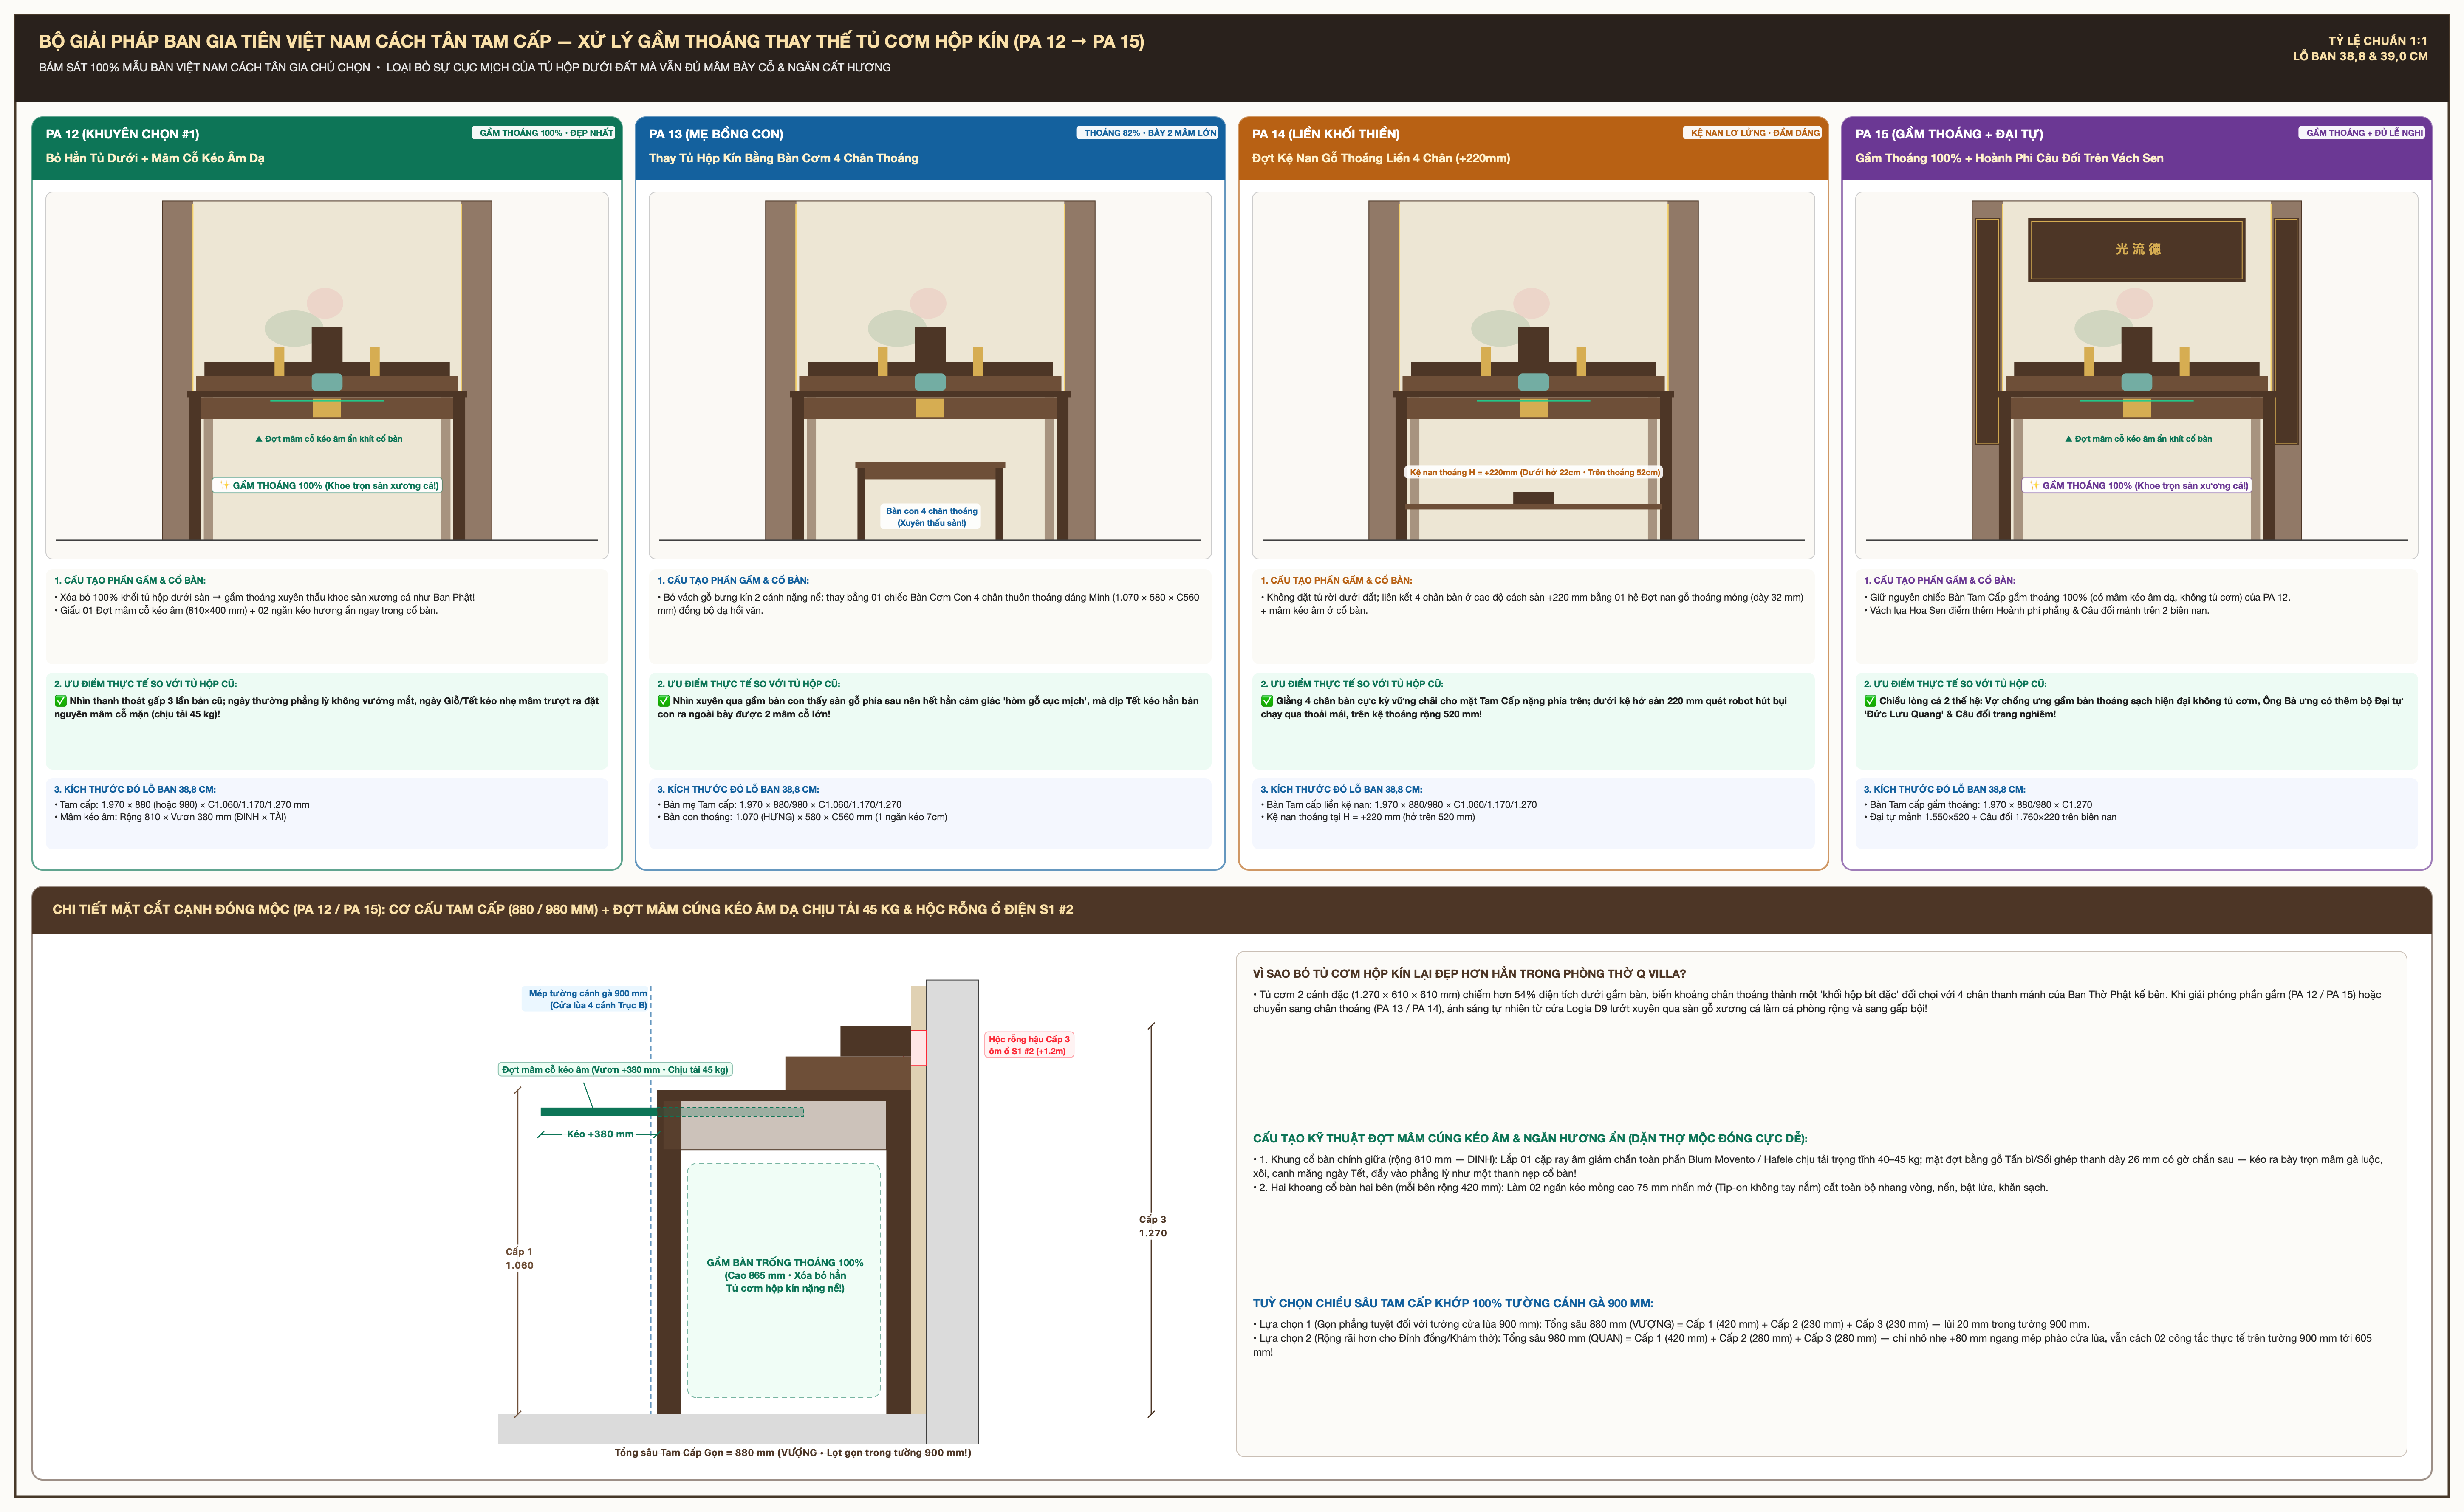 BỘ GIẢI PHÁP BAN GIA TIÊN VIỆT NAM CÁCH TÂN TAM CẤP — XỬ LÝ GẦM THOÁNG THAY THẾ TỦ CƠM HỘP KÍN (PA 12 → PA 15)
BÁM SÁT 100% MẪU BÀN VIỆT NAM CÁCH TÂN GIA CHỦ CHỌN • LOẠI BỎ SỰ CỤC MỊCH CỦA TỦ HỘP DƯỚI ĐẤT MÀ VẪN ĐỦ MÂM BÀY CỖ & NGĂN CẤT HƯƠNG
TỶ LỆ CHUẨN 1:1
LỖ BAN 38,8 & 39,0 CM
PA 12 (KHUYÊN CHỌN #1)
GẦM THOÁNG 100% • ĐẸP NHẤT
Bỏ Hẳn Tủ Dưới + Mâm Cỗ Kéo Âm Dạ
▲ Đợt mâm cỗ kéo âm ẩn khít cổ bàn
✨ GẦM THOÁNG 100% (Khoe trọn sàn xương cá!)
1. CẤU TẠO PHẦN GẦM & CỔ BÀN:
• Xóa bỏ 100% khối tủ hộp dưới sàn → gầm thoáng xuyên thấu khoe sàn xương cá như Ban Phật!
• Giấu 01 Đợt mâm cỗ kéo âm (810×400 mm) + 02 ngăn kéo hương ẩn ngay trong cổ bàn.
2. ƯU ĐIỂM THỰC TẾ SO VỚI TỦ HỘP CŨ:
✅ Nhìn thanh thoát gấp 3 lần bản cũ; ngày thường phẳng lỳ không vướng mắt, ngày Giỗ/Tết kéo nhẹ mâm trượt ra đặt
nguyên mâm cỗ mặn (chịu tải 45 kg)!
3. KÍCH THƯỚC ĐỎ LỖ BAN 38,8 CM:
• Tam cấp: 1.970 × 880 (hoặc 980) × C1.060/1.170/1.270 mm
• Mâm kéo âm: Rộng 810 × Vươn 380 mm (ĐINH × TÀI)
PA 13 (MẸ BỒNG CON)
THOÁNG 82% • BÀY 2 MÂM LỚN
Thay Tủ Hộp Kín Bằng Bàn Cơm 4 Chân Thoáng
Bàn con 4 chân thoáng
(Xuyên thấu sàn!)
1. CẤU TẠO PHẦN GẦM & CỔ BÀN:
• Bỏ vách gỗ bưng kín 2 cánh nặng nề; thay bằng 01 chiếc Bàn Cơm Con 4 chân thuôn thoáng dáng Minh (1.070 × 580 × C560
mm) đồng bộ dạ hồi văn.
2. ƯU ĐIỂM THỰC TẾ SO VỚI TỦ HỘP CŨ:
✅ Nhìn xuyên qua gầm bàn con thấy sàn gỗ phía sau nên hết hẳn cảm giác 'hòm gỗ cục mịch', mà dịp Tết kéo hẳn bàn
con ra ngoài bày được 2 mâm cỗ lớn!
3. KÍCH THƯỚC ĐỎ LỖ BAN 38,8 CM:
• Bàn mẹ Tam cấp: 1.970 × 880/980 × C1.060/1.170/1.270
• Bàn con thoáng: 1.070 (HƯNG) × 580 × C560 mm (1 ngăn kéo 7cm)
PA 14 (LIỀN KHỐI THIỀN)
KỆ NAN LƠ LỬNG • ĐẦM DÁNG
Đợt Kệ Nan Gỗ Thoáng Liền 4 Chân (+220mm)
Kệ nan thoáng H = +220mm (Dưới hở 22cm • Trên thoáng 52cm)
1. CẤU TẠO PHẦN GẦM & CỔ BÀN:
• Không đặt tủ rời dưới đất; liên kết 4 chân bàn ở cao độ cách sàn +220 mm bằng 01 hệ Đợt nan gỗ thoáng mỏng (dày 32 mm)
+ mâm kéo âm ở cổ bàn.
2. ƯU ĐIỂM THỰC TẾ SO VỚI TỦ HỘP CŨ:
✅ Giằng 4 chân bàn cực kỳ vững chãi cho mặt Tam Cấp nặng phía trên; dưới kệ hở sàn 220 mm quét robot hút bụi
chạy qua thoải mái, trên kệ thoáng rộng 520 mm!
3. KÍCH THƯỚC ĐỎ LỖ BAN 38,8 CM:
• Bàn Tam cấp liền kệ nan: 1.970 × 880/980 × C1.060/1.170/1.270
• Kệ nan thoáng tại H = +220 mm (hở trên 520 mm)
PA 15 (GẦM THOÁNG + ĐẠI TỰ)
GẦM THOÁNG + ĐỦ LỄ NGHI
Gầm Thoáng 100% + Hoành Phi Câu Đối Trên Vách Sen
光 流 德
▲ Đợt mâm cỗ kéo âm ẩn khít cổ bàn
✨ GẦM THOÁNG 100% (Khoe trọn sàn xương cá!)
1. CẤU TẠO PHẦN GẦM & CỔ BÀN:
• Giữ nguyên chiếc Bàn Tam Cấp gầm thoáng 100% (có mâm kéo âm dạ, không tủ cơm) của PA 12.
• Vách lụa Hoa Sen điểm thêm Hoành phi phẳng & Câu đối mảnh trên 2 biên nan.
2. ƯU ĐIỂM THỰC TẾ SO VỚI TỦ HỘP CŨ:
✅ Chiều lòng cả 2 thế hệ: Vợ chồng ưng gầm bàn thoáng sạch hiện đại không tủ cơm, Ông Bà ưng có thêm bộ Đại tự
'Đức Lưu Quang' & Câu đối trang nghiêm!
3. KÍCH THƯỚC ĐỎ LỖ BAN 38,8 CM:
• Bàn Tam cấp gầm thoáng: 1.970 × 880/980 × C1.270
• Đại tự mảnh 1.550×520 + Câu đối 1.760×220 trên biên nan
CHI TIẾT MẶT CẮT CẠNH ĐÓNG MỘC (PA 12 / PA 15): CƠ CẤU TAM CẤP (880 / 980 MM) + ĐỢT MÂM CÚNG KÉO ÂM DẠ CHỊU TẢI 45 KG & HỘC RỖNG Ổ ĐIỆN S1 #2
Mép tường cánh gà 900 mm
(Cửa lùa 4 cánh Trục B)
Hộc rỗng hậu Cấp 3
ôm ổ S1 #2 (+1.2m)
Đợt mâm cỗ kéo âm (Vươn +380 mm • Chịu tải 45 kg)
Kéo +380 mm
Cấp 3
1.270
Cấp 1
1.060
GẦM BÀN TRỐNG THOÁNG 100%
(Cao 865 mm • Xóa bỏ hẳn
Tủ cơm hộp kín nặng nề!)
Tổng sâu Tam Cấp Gọn = 880 mm (VƯỢNG • Lọt gọn trong tường 900 mm!)
VÌ SAO BỎ TỦ CƠM HỘP KÍN LẠI ĐẸP HƠN HẲN TRONG PHÒNG THỜ Q VILLA?
• Tủ cơm 2 cánh đặc (1.270 × 610 × 610 mm) chiếm hơn 54% diện tích dưới gầm bàn, biến khoảng chân thoáng thành một 'khối hộp bít đặc' đối chọi với 4 chân thanh mảnh của Ban Thờ Phật kế bên. Khi giải phóng phần gầm (PA 12 / PA 15) hoặc
chuyển sang chân thoáng (PA 13 / PA 14), ánh sáng tự nhiên từ cửa Logia D9 lướt xuyên qua sàn gỗ xương cá làm cả phòng rộng và sang gấp bội!
CẤU TẠO KỸ THUẬT ĐỢT MÂM CÚNG KÉO ÂM & NGĂN HƯƠNG ẨN (DẶN THỢ MỘC ĐÓNG CỰC DỄ):
• 1. Khung cổ bàn chính giữa (rộng 810 mm — ĐINH): Lắp 01 cặp ray âm giảm chấn toàn phần Blum Movento / Hafele chịu tải trọng tĩnh 40–45 kg; mặt đợt bằng gỗ Tần bì/Sồi ghép thanh dày 26 mm có gờ chắn sau — kéo ra bày trọn mâm gà luộc,
xôi, canh măng ngày Tết, đẩy vào phẳng lỳ như một thanh nẹp cổ bàn!
• 2. Hai khoang cổ bàn hai bên (mỗi bên rộng 420 mm): Làm 02 ngăn kéo mỏng cao 75 mm nhấn mở (Tip-on không tay nắm) cất toàn bộ nhang vòng, nến, bật lửa, khăn sạch.
TUỲ CHỌN CHIỀU SÂU TAM CẤP KHỚP 100% TƯỜNG CÁNH GÀ 900 MM:
• Lựa chọn 1 (Gọn phẳng tuyệt đối với tường cửa lùa 900 mm): Tổng sâu 880 mm (VƯỢNG) = Cấp 1 (420 mm) + Cấp 2 (230 mm) + Cấp 3 (230 mm) — lùi 20 mm trong tường 900 mm.
• Lựa chọn 2 (Rộng rãi hơn cho Đỉnh đồng/Khám thờ): Tổng sâu 980 mm (QUAN) = Cấp 1 (420 mm) + Cấp 2 (280 mm) + Cấp 3 (280 mm) — chỉ nhô nhẹ +80 mm ngang mép phào cửa lùa, vẫn cách 02 công tắc thực tế trên tường 900 mm tới 605
mm!